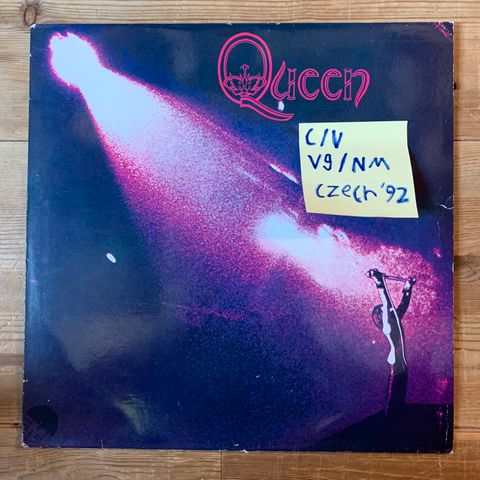 Queen
C/V
VG/NM
CZECH '92